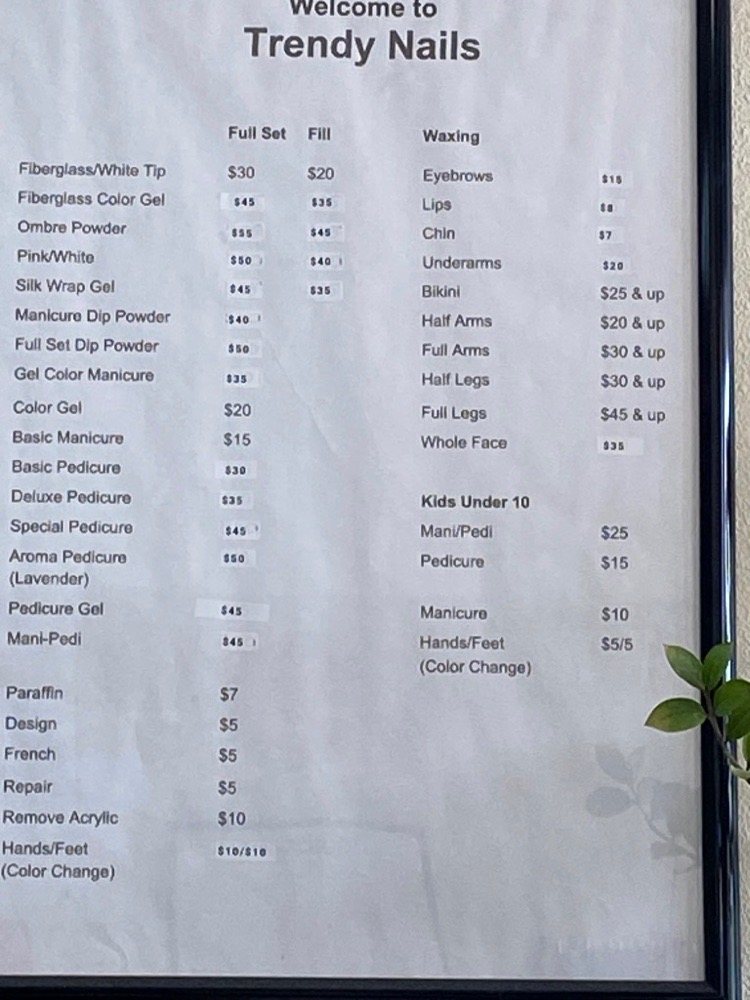 Welcome to
Trendy Nails
Full Set Fill
Fiberglass/White Tip $30 $20
Fiberglass Color Gel $45 $35
Ombre Powder $55 $45
Pink/White $50 $40
Silk Wrap Gel $45 $35
Manicure Dip Powder $40
Full Set Dip Powder $50
Gel Color Manicure $35
Color Gel $20
Basic Manicure $15
Basic Pedicure $30
Deluxe Pedicure $35
Special Pedicure $45
Aroma Pedicure $50
(Lavender)
Pedicure Gel $45
Mani-Pedi $45
Paraffin $7
Design $5
French $5
Repair $5
Remove Acrylic $10
Hands/Feet $10/$10
(Color Change)
Waxing
Eyebrows $15
Lips $8
Chin $7
Underarms $20
Bikini $25 & up
Half Arms $20 & up
Full Arms $30 & up
Half Legs $30 & up
Full Legs $45 & up
Whole Face $35
Kids Under 10
Mani/Pedi $25
Pedicure $15
Manicure $10
Hands/Feet $5/5
(Color Change)